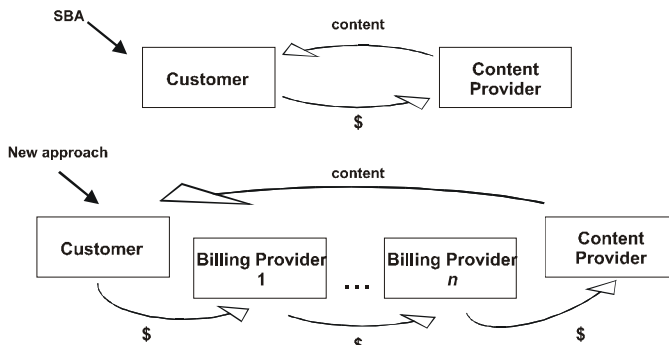 SBA
content
Customer
Content
Provider
$
New approach
content
Customer
Billing Provider
1
...
Billing Provider
n
Content
Provider
$
$
$